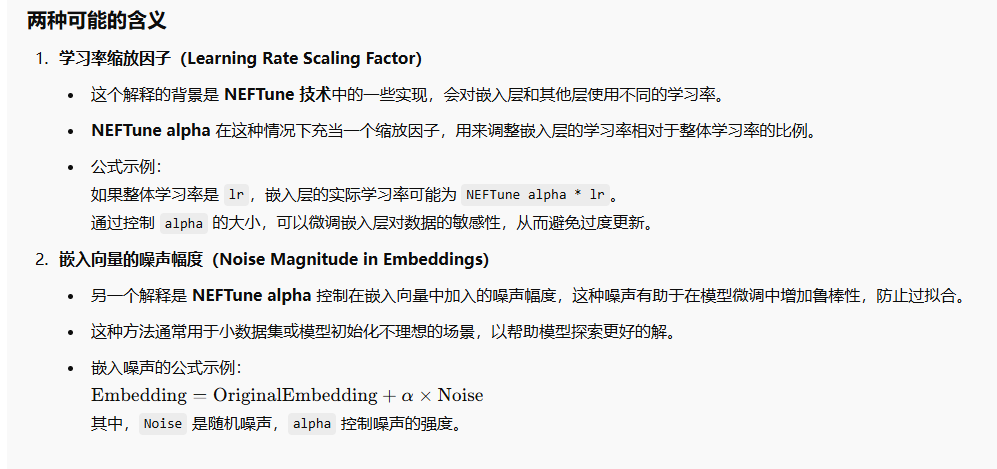 两种可能的含义
1. 学习率缩放因子（Learning Rate Scaling Factor）
• 这个解释的背景是 NEFTune 技术中的一些实现，会对嵌入层和其他层使用不同的学习率。
• NEFTune alpha 在这种情况下充当一个缩放因子，用来调整嵌入层的学习率相对于整体学习率的比例。
• 公式示例：
如果整体学习率是 lr，嵌入层的实际学习率可能为 NEFTune alpha * lr。
通过控制 alpha 的大小，可以微调嵌入层对数据的敏感性，从而避免过度更新。
2. 嵌入向量的噪声幅度（Noise Magnitude in Embeddings）
• 另一个解释是 NEFTune alpha 控制在嵌入向量中加入的噪声幅度，这种噪声有助于在模型微调中增加鲁棒性，防止过拟合。
• 这种方法通常用于小数据集或模型初始化不理想的场景，以帮助模型探索更好的解。
• 嵌入噪声的公式示例：
Embedding = OriginalEmbedding + α × Noise
其中，Noise 是随机噪声，alpha 控制噪声的强度。